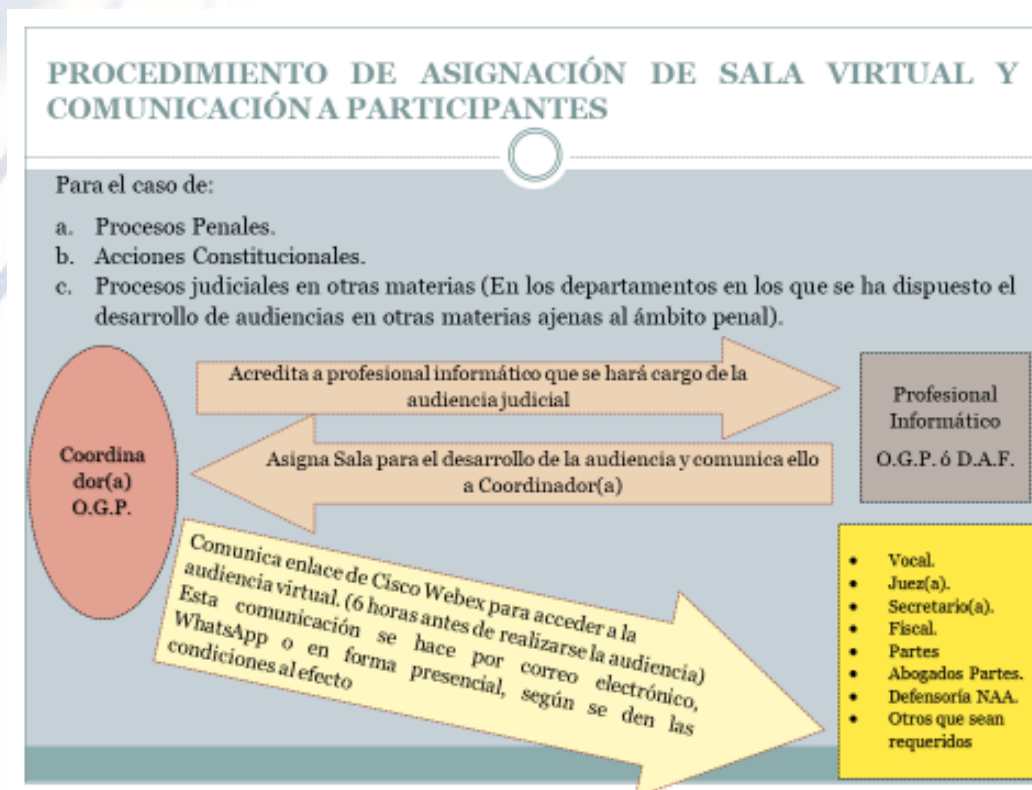 PROCEDIMIENTO DE ASIGNACIÓN DE SALA VIRTUAL Y
COMUNICACIÓN A PARTICIPANTES
Para el caso de:
a. Procesos Penales.
b. Acciones Constitucionales.
c. Procesos judiciales en otras materias (En los departamentos en los que se ha dispuesto el
desarrollo de audiencias en otras materias ajenas al ámbito penal).
Acredita a profesional informático que se hará cargo de la
audiencia judicial
Profesional
Informático
O.G.P. ó D.A.F.
Coordina
dor(a)
O.G.P.
Asigna Sala para el desarrollo de la audiencia y comunica ello
a Coordinador(a)
Comunica enlace de Cisco Webex para acceder a la
audiencia virtual. (6 horas antes de realizarse la audiencia)
Esta comunicación se hace por correo electrónico,
WhatsApp o en forma presencial, según se den las
condiciones al efecto
• Vocal.
• Juez(a).
• Secretario(a).
• Fiscal.
• Partes
• Abogados Partes.
• Defensoría NAA.
• Otros que sean
requeridos